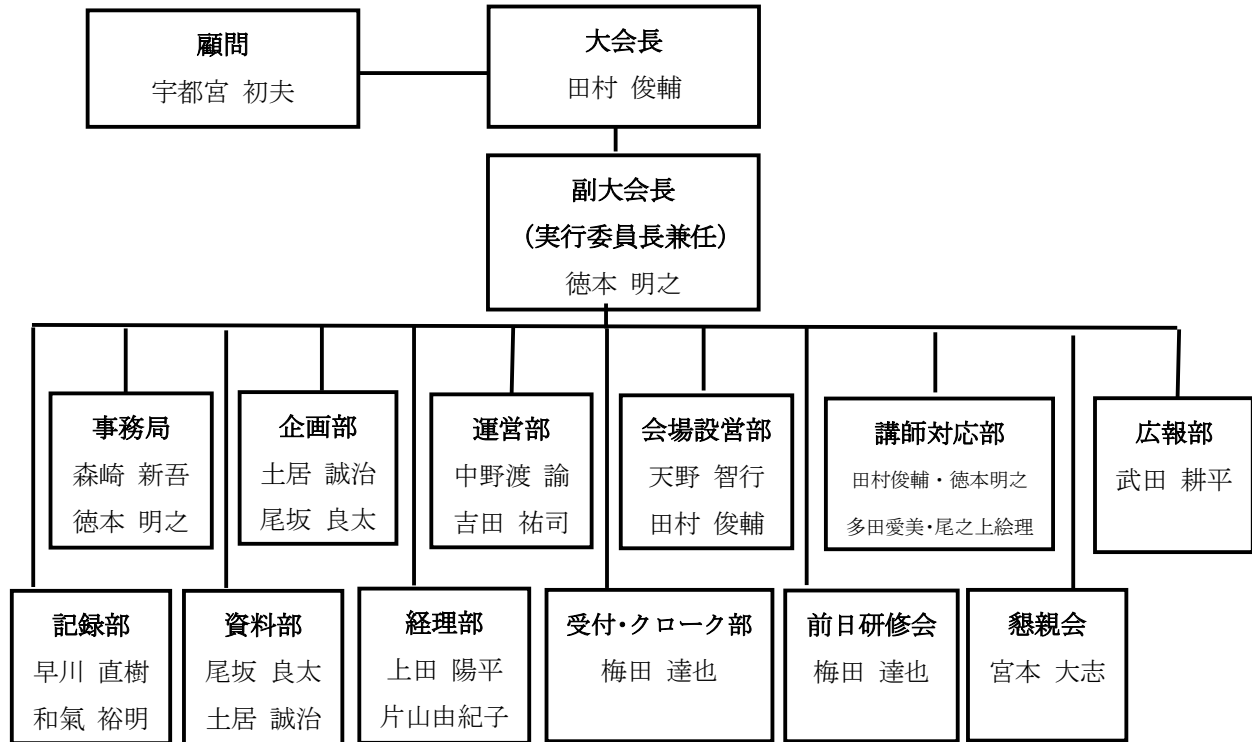 顧問
宇都宮 初夫
大会長
田村 俊輔
副大会長
(実行委員長兼任)
徳本 明之
事務局
森崎 新吾
徳本 明之
企画部
土居 誠治
尾坂 良太
運営部
中野渡 諭
吉田 祐司
会場設営部
天野 智行
田村 俊輔
講師対応部
田村俊輔・徳本明之
多田愛美・尾之上絵理
広報部
武田 耕平
記録部
早川 直樹
和氣 裕明
資料部
尾坂 良太
土居 誠治
経理部
上田 陽平
片山由紀子
受付・クローク部
梅田 達也
前日研修会
梅田 達也
懇親会
宮本 大志